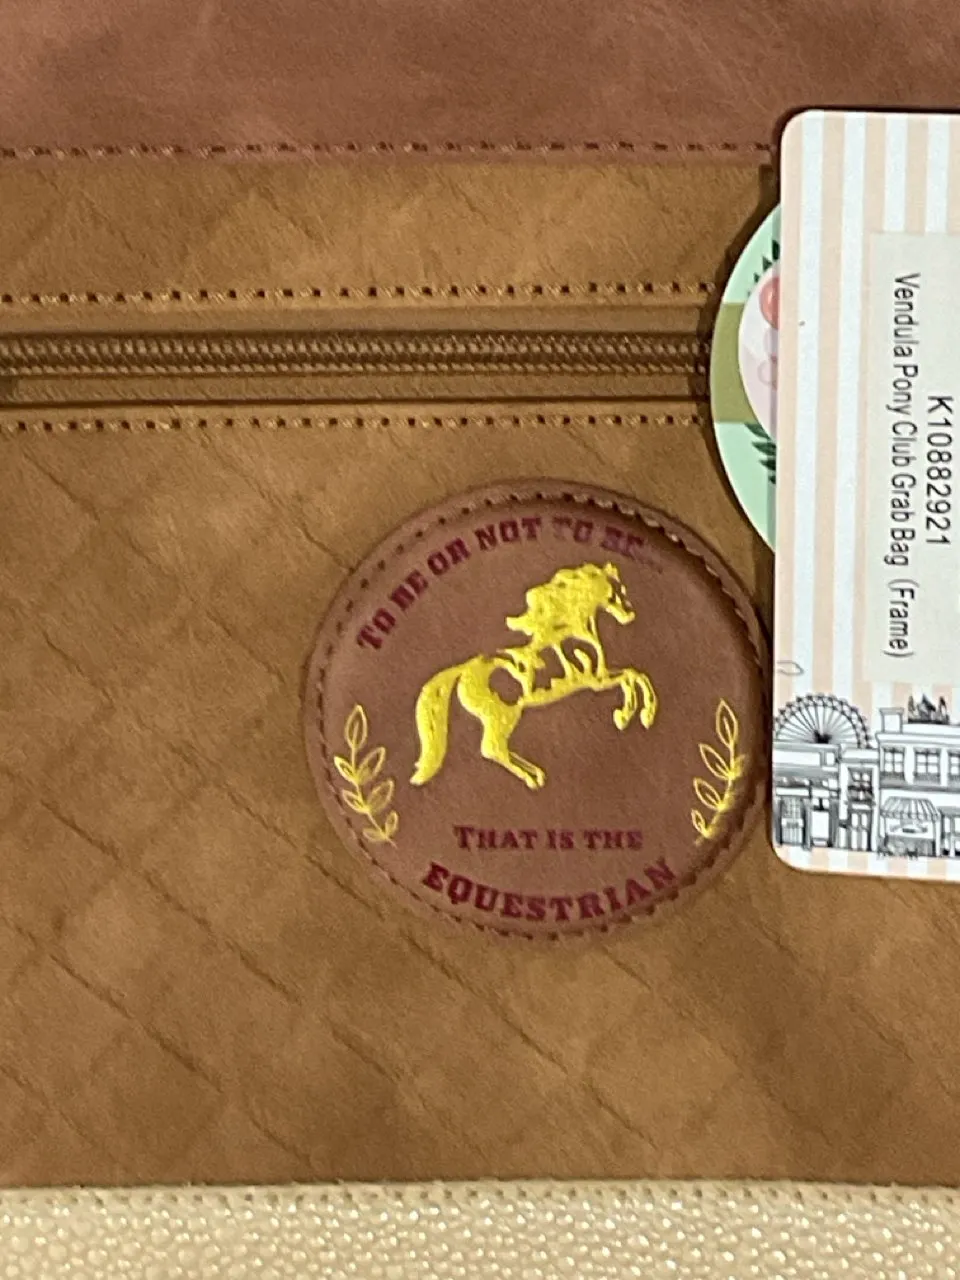 TO BE OR NOT TO BE...
THAT IS THE
EQUESTRIAN
K10882921
Vendula Pony Club Grab Bag (Frame)